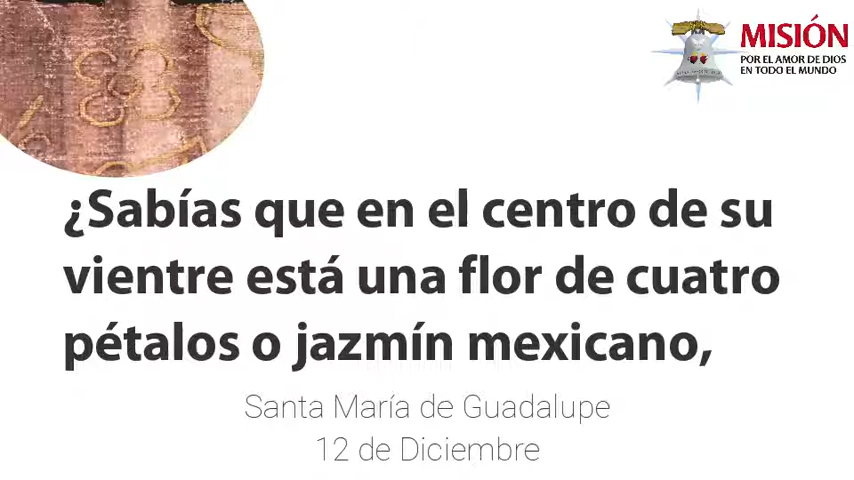 MISIÓN
POR EL AMOR DE DIOS
EN TODO EL MUNDO
¿Sabías que en el centro de su
vientre está una flor de cuatro
pétalos o jazmín mexicano,
Santa María de Guadalupe
12 de Diciembre